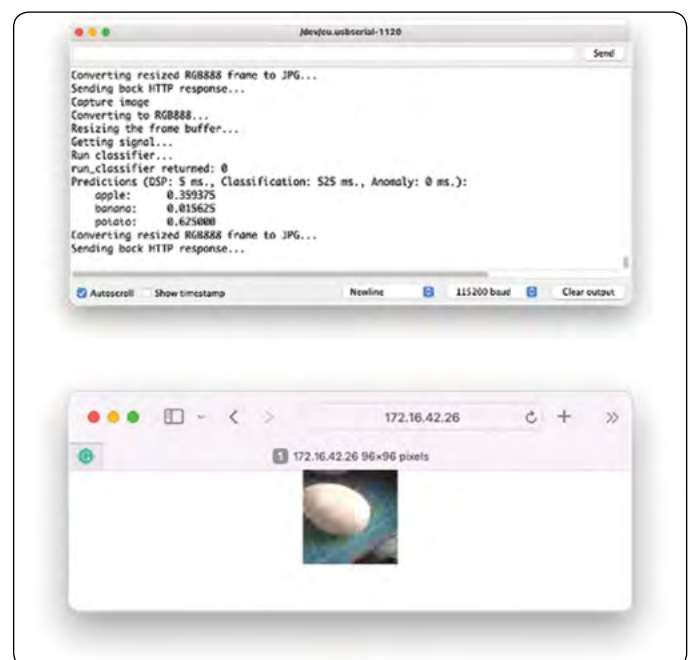 /dev/cu.usbserial-1120
Send
Converting resized RGB888 frame to JPG...
Sending back HTTP response...
Capture image
Converting to RGB888...
Resizing the frame buffer...
Getting signal...
Run classifier...
run_classifier returned: 0
Predictions (DSP: 5 ms., Classification: 525 ms., Anomaly: 0 ms.):
apple: 0.359375
banana: 0.015625
potato: 0.625000
Converting resized RGB888 frame to JPG...
Sending back HTTP response...
Autoscroll Show timestamp Newline 115200 baud Clear output
172.16.42.26
1 172.16.42.26 96×96 pixels